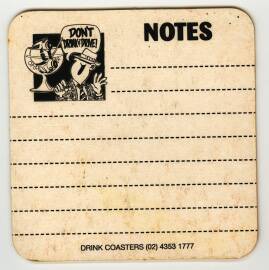 DON'T
DRINK & DRIVE!
NOTES
DRINK COASTERS (02) 4353 1777